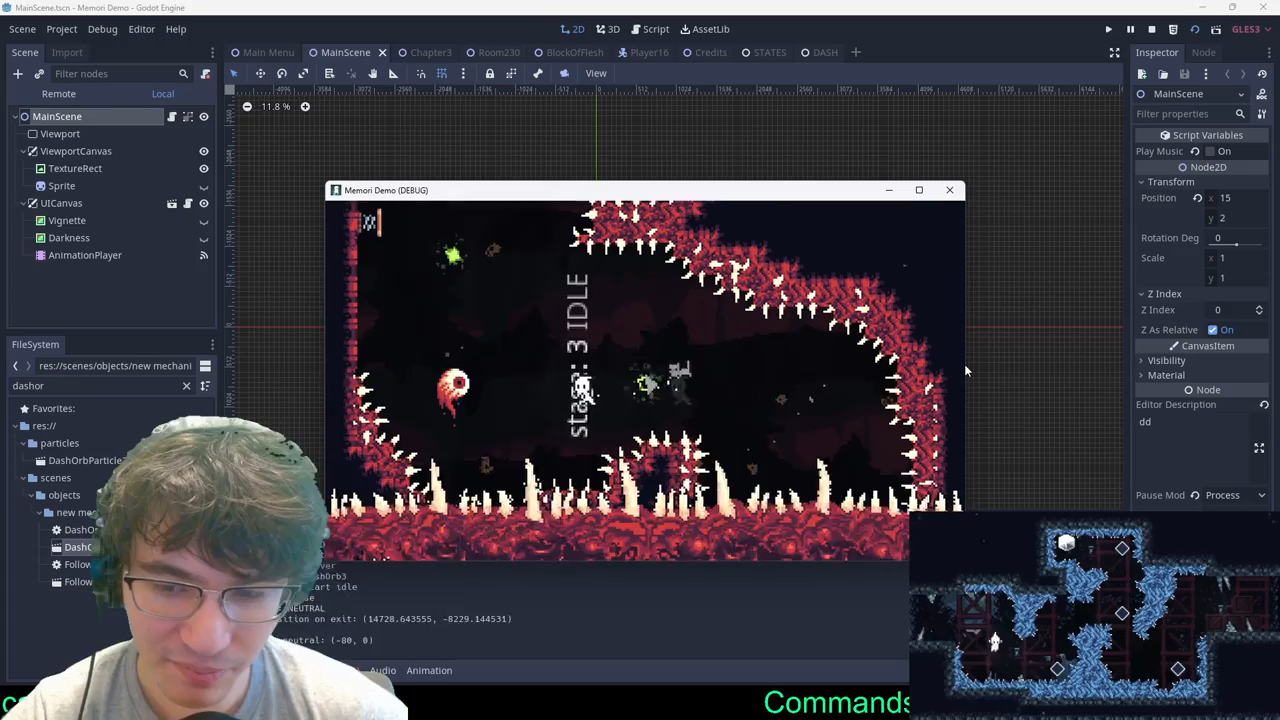 MainScene.tscn - Memori Demo - Godot Engine
Scene Project Debug Editor Help
2D 3D Script AssetLib
GLES3
Scene Import
Main Menu MainScene Chapter3 Room230 BlockOfFlesh Player16 Credits STATES DASH
Inspector Node
Filter nodes
View
Remote Local
MainScene
Filter properties
11.8 %
MainScene
Viewport
ViewportCanvas
TextureRect
Sprite
UICanvas
Vignette
Darkness
AnimationPlayer
Script Variables
Play Music On
Node2D
Transform
Position x 15
y 2
Rotation Deg 0
Scale x 1
y 1
Z Index
Z Index 0
Z As Relative On
CanvasItem
Visibility
Material
Node
Editor Description
dd
Pause Mod Process
Memori Demo (DEBUG)
stage: 3 IDLE
FileSystem
res://scenes/objects/new mechani
dashor
Favorites:
res://
particles
DashOrbParticle
scenes
objects
new me
DashO
DashO
Follow
Follow
ver
shOrb3
art idle
se
NEUTRAL
sition on exit: (14728.643555, -8229.144531)
neutral: (-80, 0)
Audio Animation
Commands